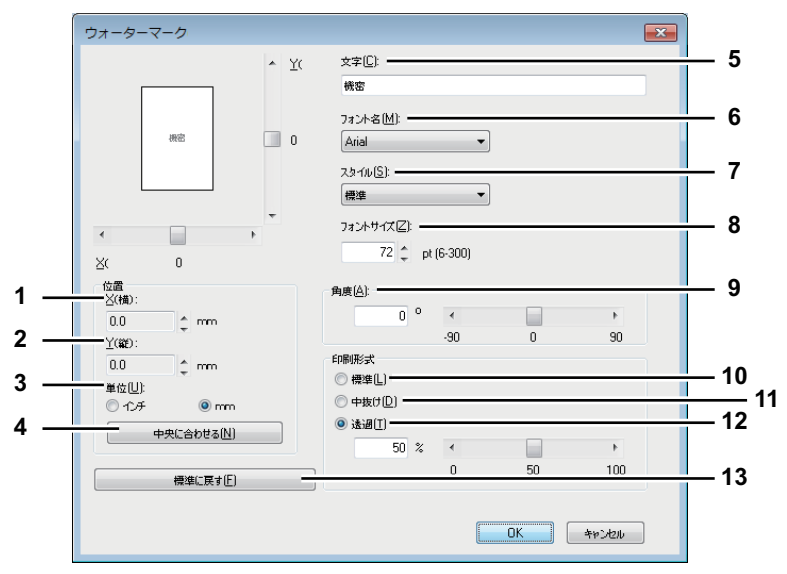 ウォーターマーク
Y(
機密
0
X(
0
位置
1
X(横):
0.0 mm
2
Y(縦):
0.0 mm
3
単位(U):
インチ mm
4
中央に合わせる(N)
標準に戻す(F)
13
文字(C):
5
機密
フォント名(M):
6
Arial
スタイル(S):
7
標準
フォントサイズ(Z):
8
72 pt (6-300)
角度(A):
9
0 °
-90 0 90
印刷形式
標準(L)
10
中抜け(D)
11
透過(T)
12
50 %
0 50 100
OK キャンセル